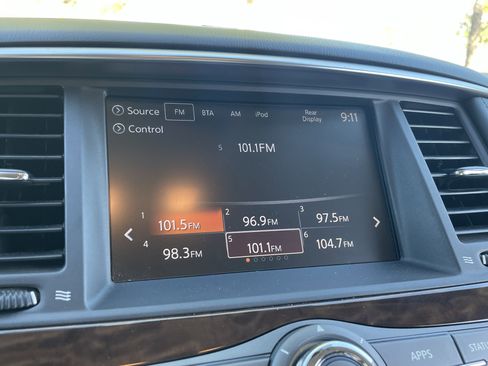 Source FM BTA AM iPod Rear Display 9:11
Control
5 101.1FM
1 101.5FM 2 96.9FM 3 97.5FM
4 98.3FM 5 101.1FM 6 104.7FM
APPS STATUS